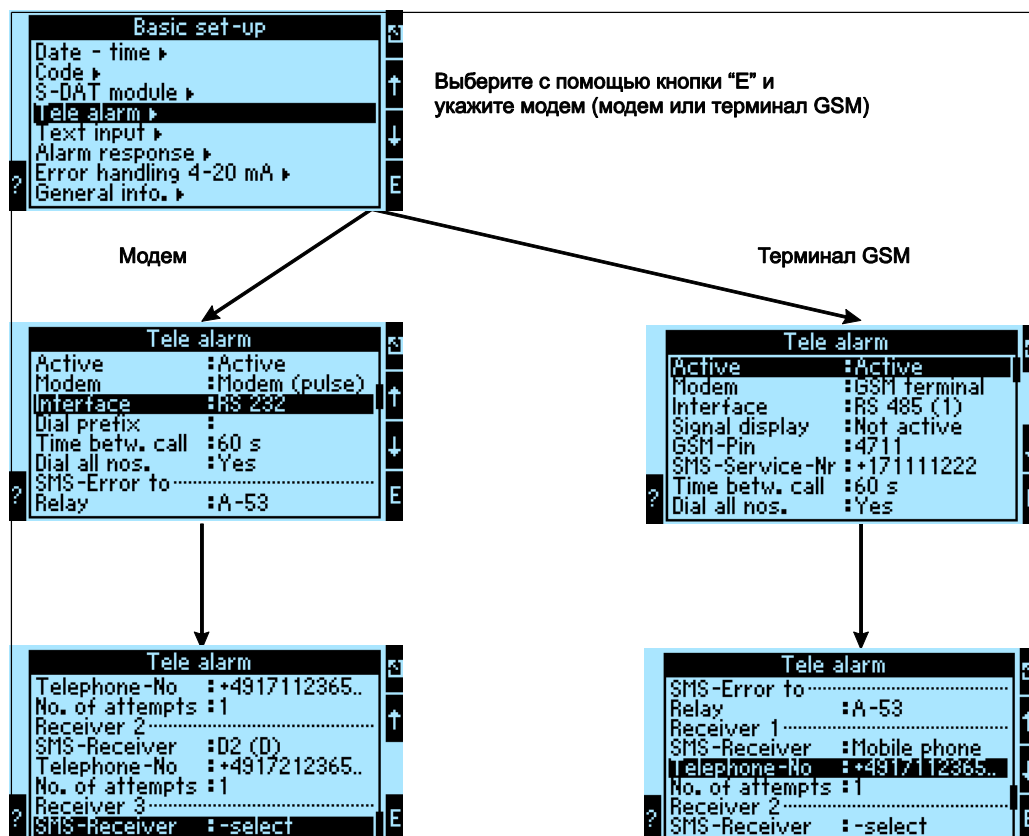 Basic set-up
Date - time
Code
S-DAT module
Tele alarm
Text input
Alarm response
Error handling 4-20 mA
General info.
?
E
Выберите с помощью кнопки “E” и
укажите модем (модем или терминал GSM)
Модем
Терминал GSM
Tele alarm
Active :Active
Modem :Modem (pulse)
Interface :RS 232
Dial prefix :
Time betw. call :60 s
Dial all nos. :Yes
SMS-Error to
Relay :A-53
?
E
Tele alarm
Active :Active
Modem :GSM terminal
Interface :RS 485 (1)
Signal display :Not active
GSM-Pin :4711
SMS-Service-Nr :+171111222
Time betw. call :60 s
Dial all nos. :Yes
?
Tele alarm
Telephone-No :+4917112365..
No. of attempts :1
Receiver 2
SMS-Receiver :D2 (D)
Telephone-No :+4917212365..
No. of attempts :1
Receiver 3
SMS-Receiver :-select
?
E
Tele alarm
SMS-Error to
Relay :A-53
Receiver 1
SMS-Receiver :Mobile phone
Telephone-No :+4917112365..
No. of attempts :1
Receiver 2
SMS-Receiver :-select
?